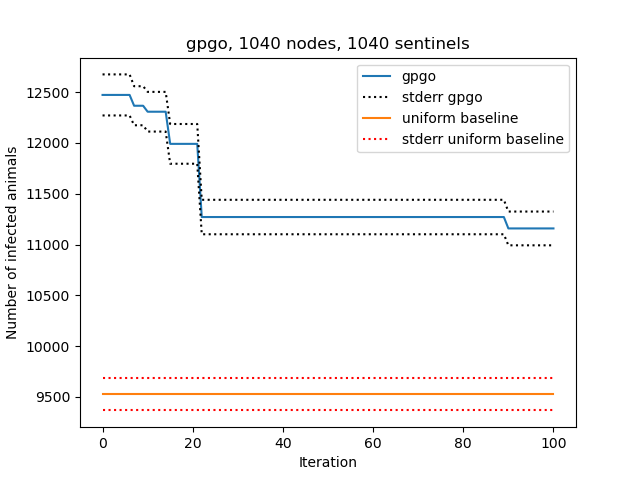 gpgo, 1040 nodes, 1040 sentinels
gpgo
stderr gpgo
uniform baseline
stderr uniform baseline
Number of infected animals
12500
12000
11500
11000
10500
10000
9500
0 20 40 60 80 100
Iteration